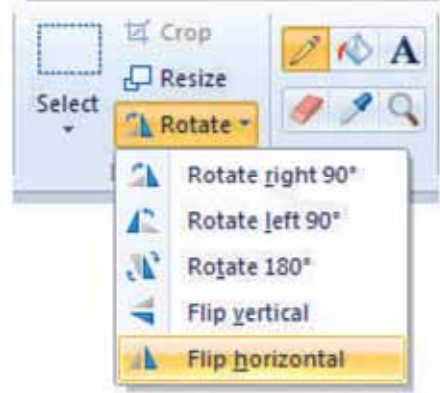 Crop
Resize
Select
Rotate
A
Rotate right 90°
Rotate left 90°
Rotate 180°
Flip vertical
Flip horizontal